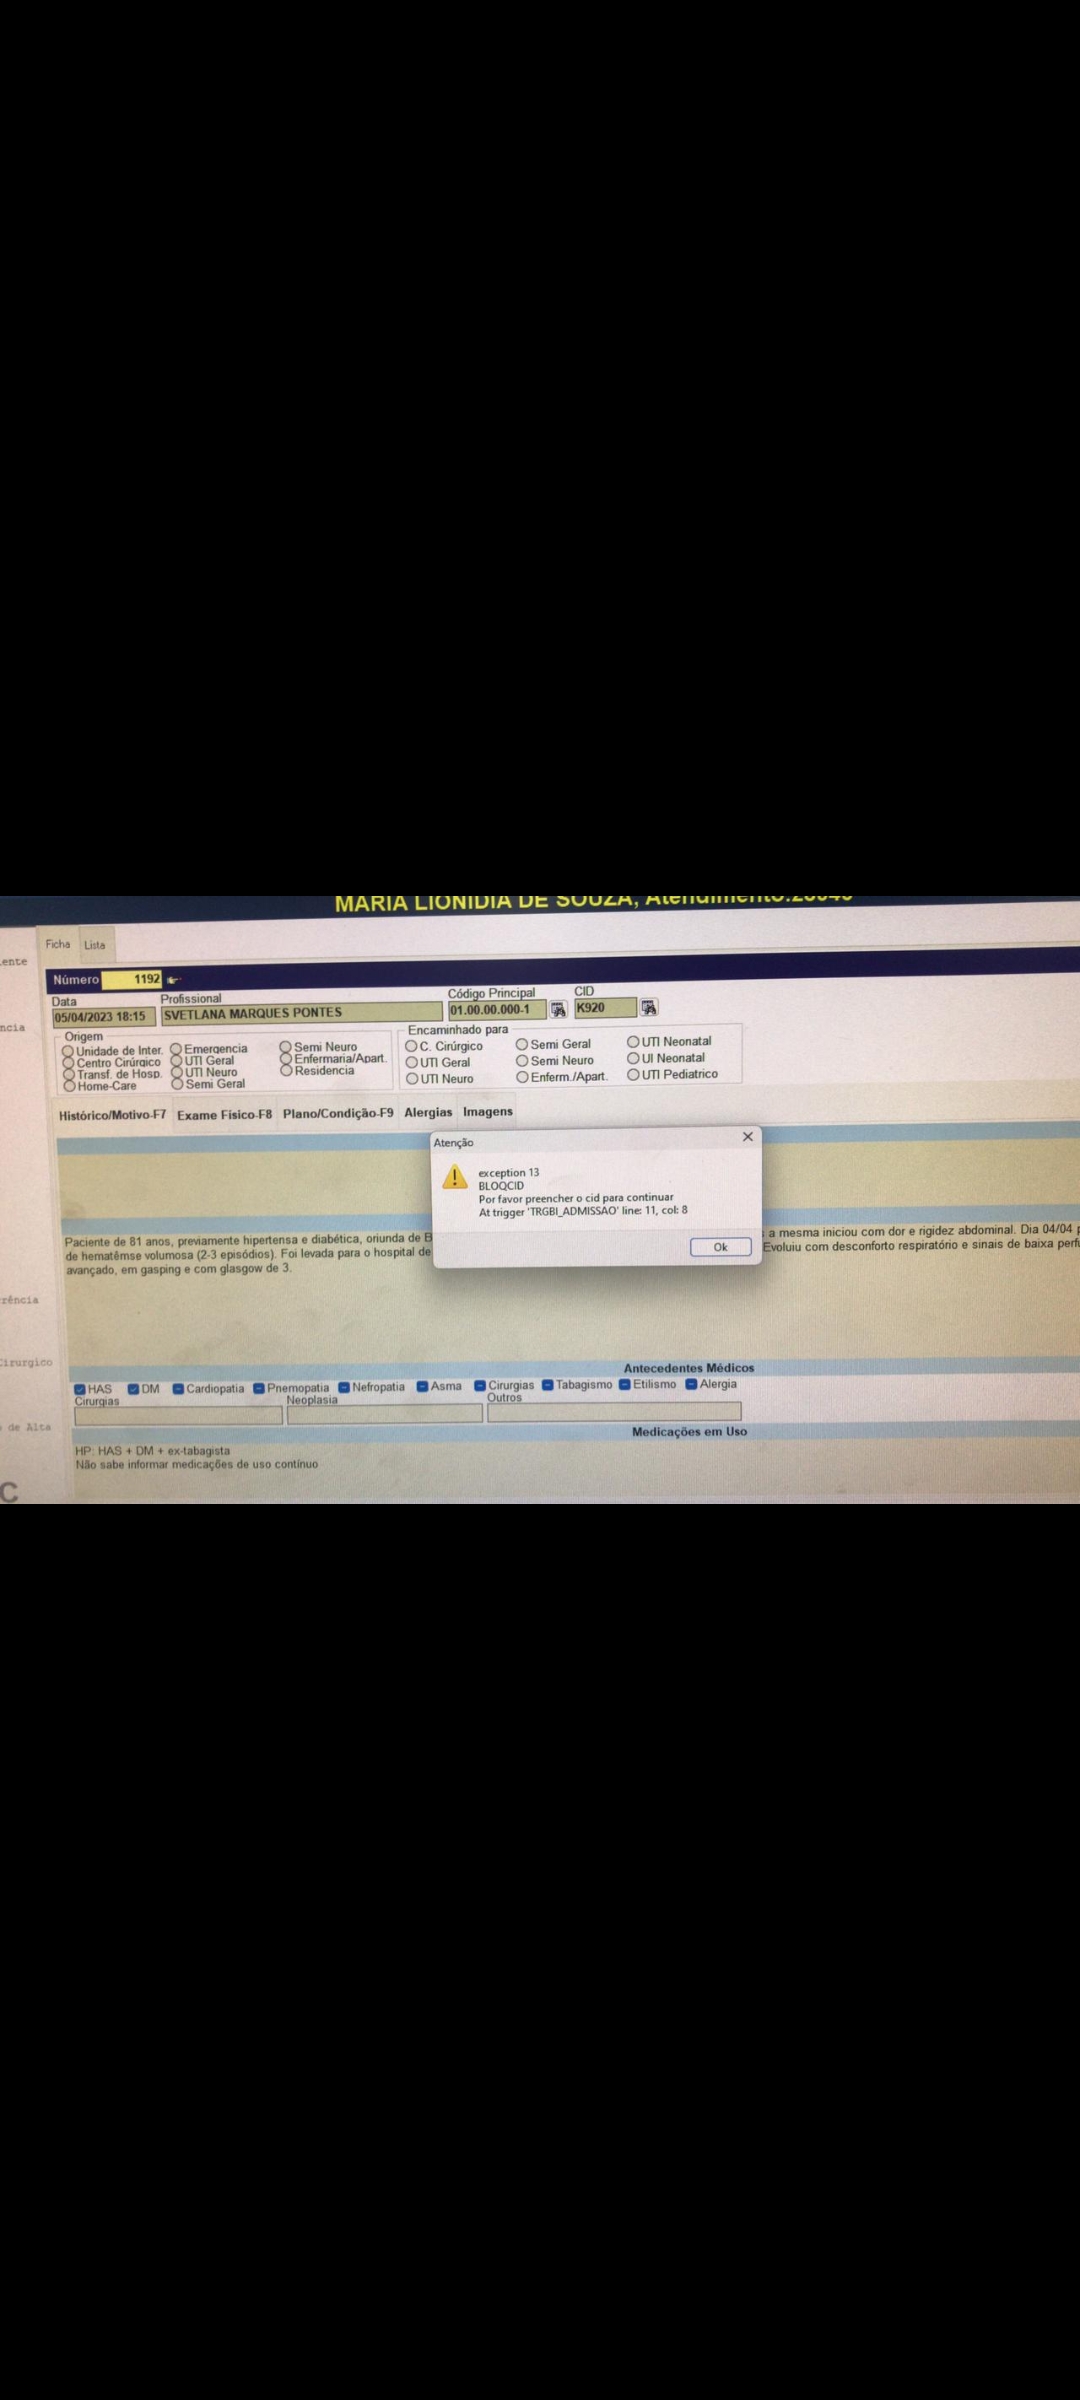 MARIA LIONIDIA DE SOUZA, Atendimento:
Ficha Lista
Número 1192
Data Profissional Código Principal CID
05/04/2023 18:15 SVETLANA MARQUES PONTES 01.00.00.000-1 K920
Origem
Unidade de Inter. Emergencia Semi Neuro
Centro Cirúrgico UTI Geral Enfermaria/Apart.
Transf. de Hosp. UTI Neuro Residencia
Home-Care Semi Geral
Encaminhado para
C. Cirúrgico Semi Geral UTI Neonatal
UTI Geral Semi Neuro UI Neonatal
UTI Neuro Enferm./Apart. UTI Pediatrico
Histórico/Motivo-F7 Exame Fisico-F8 Plano/Condição-F9 Alergias Imagens
Atenção
exception 13
BLOQCID
Por favor preencher o cid para continuar
At trigger 'TRGBI_ADMISSAO' line: 11, col: 8
Ok
Paciente de 81 anos, previamente hipertensa e diabética, oriunda de B a mesma iniciou com dor e rigidez abdominal. Dia 04/04 p
de hematêmse volumosa (2-3 episódios). Foi levada para o hospital de Evoluiu com desconforto respiratório e sinais de baixa perfu
avançado, em gasping e com glasgow de 3.
Antecedentes Médicos
HAS DM Cardiopatia Pnemopatia Nefropatia Asma Cirurgias Tabagismo Etilismo Alergia
Cirurgias Neoplasia Outros
Medicações em Uso
HP: HAS + DM + ex-tabagista
Não sabe informar medicações de uso contínuo
ente
ncia
rência
Cirurgico
de Alta
C